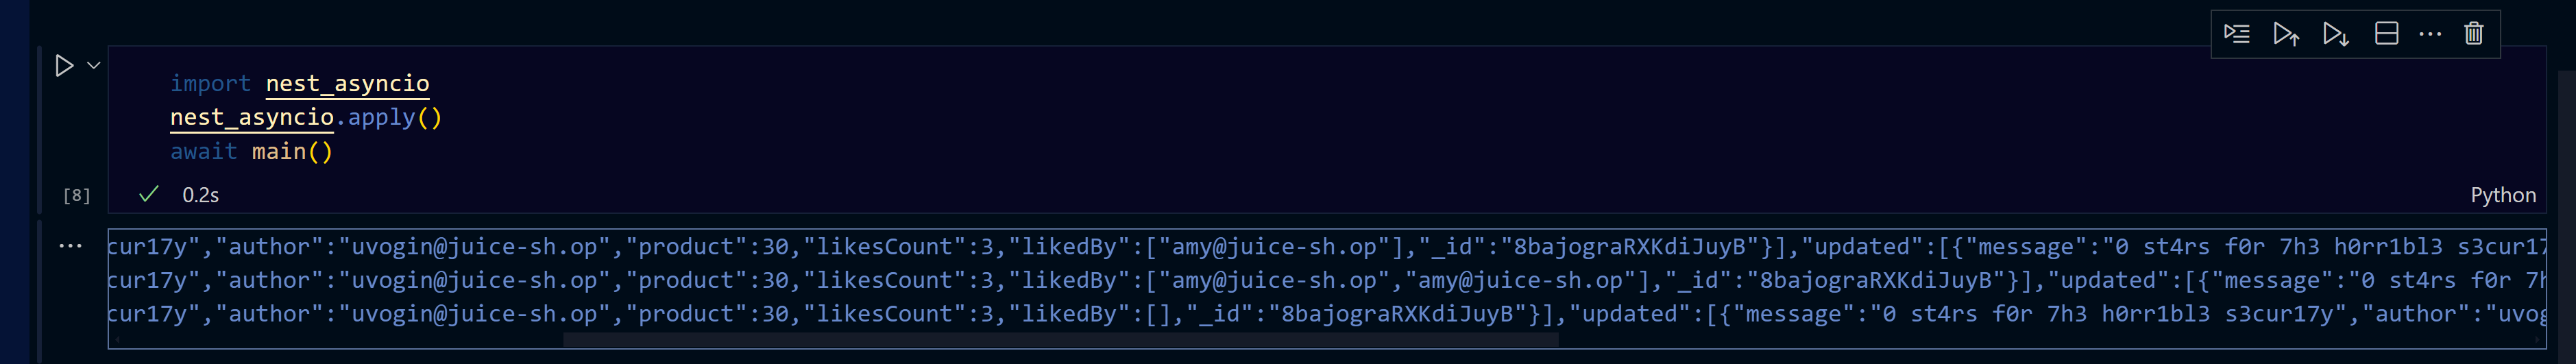 import nest_asyncio
nest_asyncio.apply()
await main()
[8]
0.2s
Python
cur17y","author":"uvogin@juice-sh.op","product":30,"likesCount":3,"likedBy":["amy@juice-sh.op"],"_id":"8bajograRXKdiJuyB"}],"updated":[{"message":"0 st4rs f0r 7h3 h0rr1bl3 s3cur17
cur17y","author":"uvogin@juice-sh.op","product":30,"likesCount":3,"likedBy":["amy@juice-sh.op","amy@juice-sh.op"],"_id":"8bajograRXKdiJuyB"}],"updated":[{"message":"0 st4rs f0r 7h
cur17y","author":"uvogin@juice-sh.op","product":30,"likesCount":3,"likedBy":[],"_id":"8bajograRXKdiJuyB"}],"updated":[{"message":"0 st4rs f0r 7h3 h0rr1bl3 s3cur17y","author":"uvog